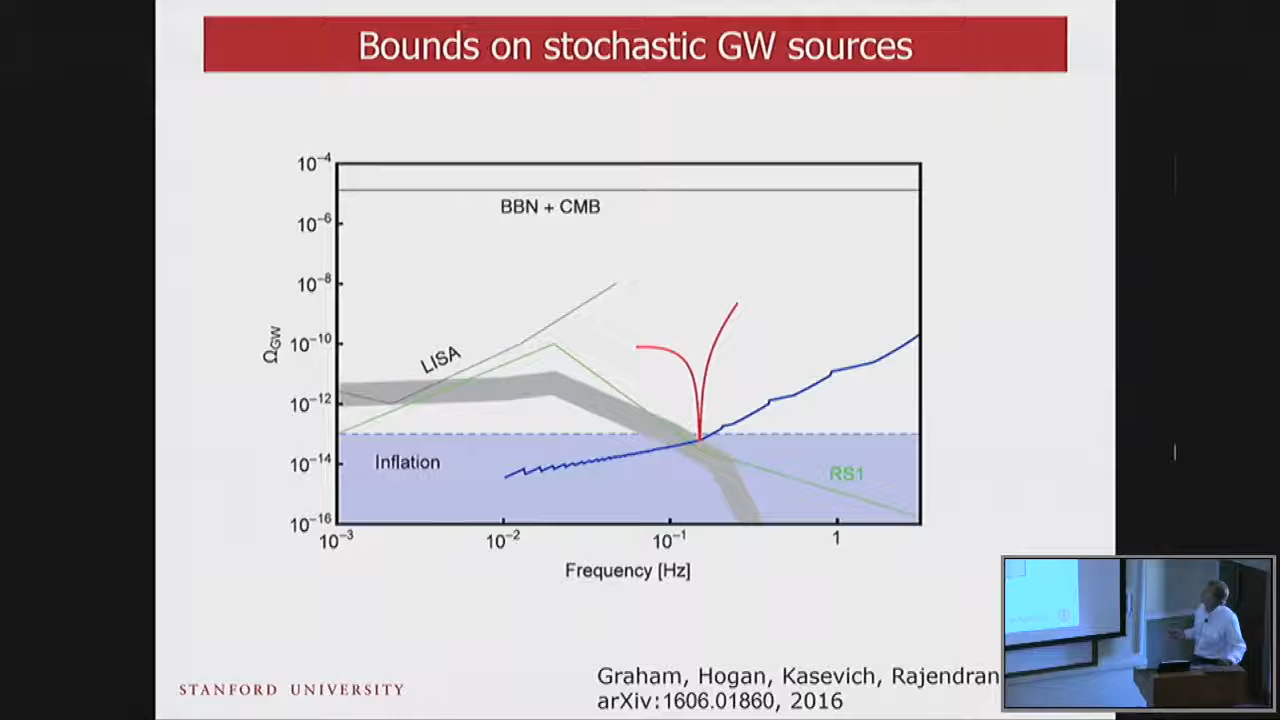 Bounds on stochastic GW sources
10⁻⁴
BBN + CMB
10⁻⁶
10⁻⁸
Ω_GW
10⁻¹⁰
LISA
10⁻¹²
Inflation
10⁻¹⁴
RS1
10⁻¹⁶
10⁻³ 10⁻² 10⁻¹ 1
Frequency [Hz]
Graham, Hogan, Kasevich, Rajendran
STANFORD UNIVERSITY
arXiv:1606.01860, 2016